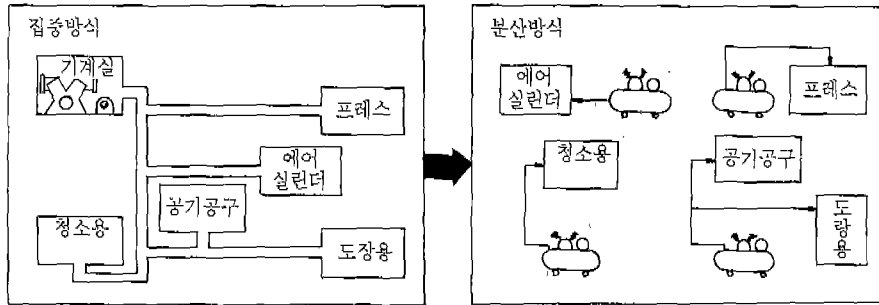 집중방식
기계실
프레스
에어
실린더
공기공구
청소용
도장용
분산방식
에어
실린더
프레스
청소용
공기공구
도랑용